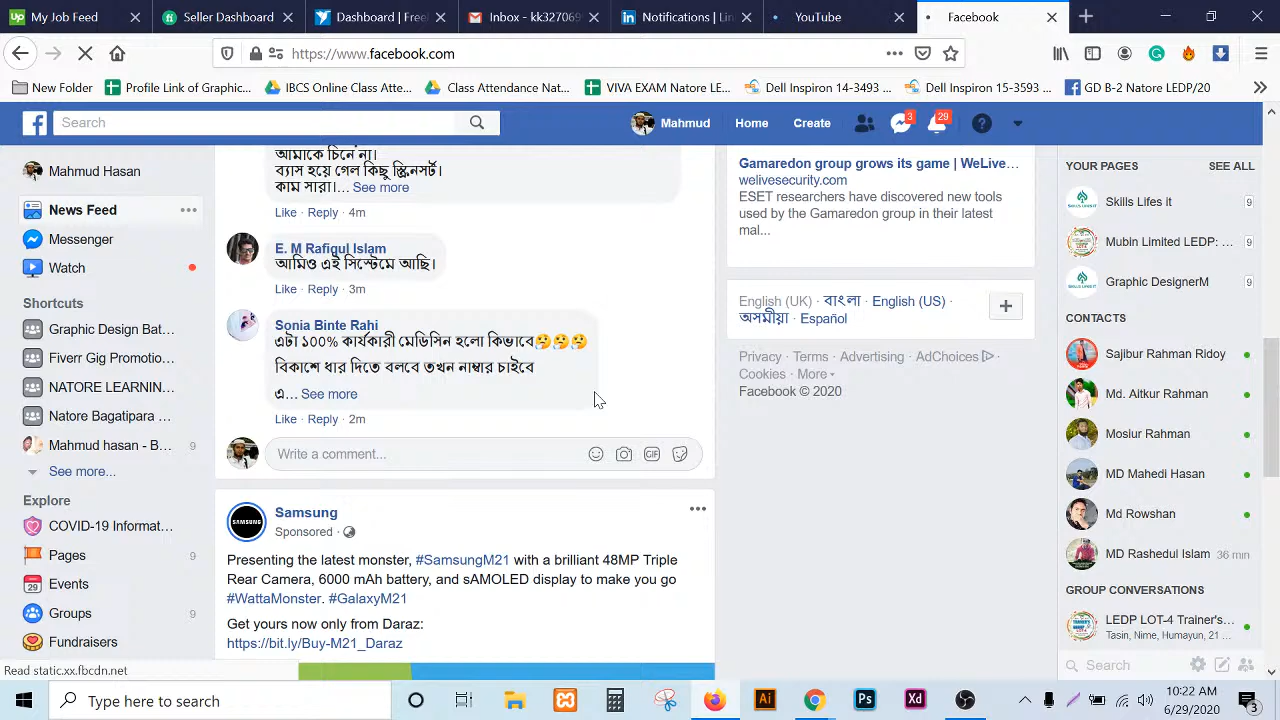 My Job Feed
Seller Dashboard
Dashboard | Free
Inbox - kk327069
Notifications | Lin
YouTube
Facebook
https://www.facebook.com
New Folder
Profile Link of Graphic...
IBCS Online Class Atte...
Class Attendance Nat...
VIVA EXAM Natore LE...
Dell Inspiron 14-3493 ...
Dell Inspiron 15-3593 ...
GD B-2 Natore LEDP/20
Search
Mahmud
Home
Create
3
29
Mahmud Hasan
News Feed
Messenger
Watch
Shortcuts
Graphic Design Bat...
Fiverr Gig Promotio...
NATORE LEARNIN...
Natore Bagatipara ...
Mahmud hasan - B... 9
See more...
Explore
COVID-19 Informat...
Pages 9
Events
Groups 9
Fundraisers
আমাকে চিনে না।
ব্যাস হয়ে গেল কিছু স্ক্রিনসর্ট।
কাম সারা।... See more
Like · Reply · 4m
E. M Rafiqul Islam
আমিও এই সিস্টেমে আছি।
Like · Reply · 3m
Sonia Binte Rahi
এটা ১০০% কার্যকারী মেডিসিন হলো কিভাবে🤔🤔🤔
বিকাশে ধার দিতে বলবে তখন নাম্বার চাইবে
এ... See more
Like · Reply · 2m
Write a comment...
GIF
SAMSUNG
Samsung
Sponsored ·
Presenting the latest monster, #SamsungM21 with a brilliant 48MP Triple
Rear Camera, 6000 mAh battery, and sAMOLED display to make you go
#WattaMonster. #GalaxyM21
Get yours now only from Daraz:
https://bit.ly/Buy-M21_Daraz
Gamaredon group grows its game | WeLive...
welivesecurity.com
ESET researchers have discovered new tools
used by the Gamaredon group in their latest
mal...
English (UK) · বাংলা · English (US) ·
অসমীয়া · Español
Privacy · Terms · Advertising · AdChoices ·
Cookies · More
Facebook © 2020
YOUR PAGES SEE ALL
Skills Lifes it 9
Mubin Limited LEDP: ... 9
Graphic DesignerM 9
CONTACTS
Sajibur Rahman Ridoy
Md. Aitkur Rahman
Mosiur Rahman
MD Mahedi Hasan
Md Rowshan
MD Rashedul Islam 36 min
GROUP CONVERSATIONS
LEDP LOT-4 Trainer's...
Tasin, Nime, Humayun, 21 ...
Search
Read static.xx.fbcdn.net
Type here to search
Ai
Ps
Xd
10:22 AM
6/29/2020
3